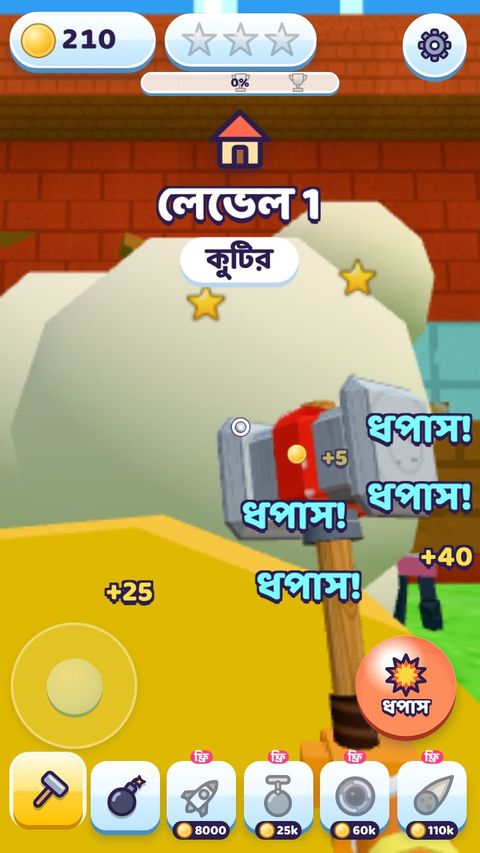 210
0%
লেভেল 1
কুটির
ধপাস!
+5
ধপাস!
ধপাস!
+40
ধপাস!
+25
ধপাস
ফ্রি
ফ্রি
ফ্রি
ফ্রি
8000
25k
60k
110k